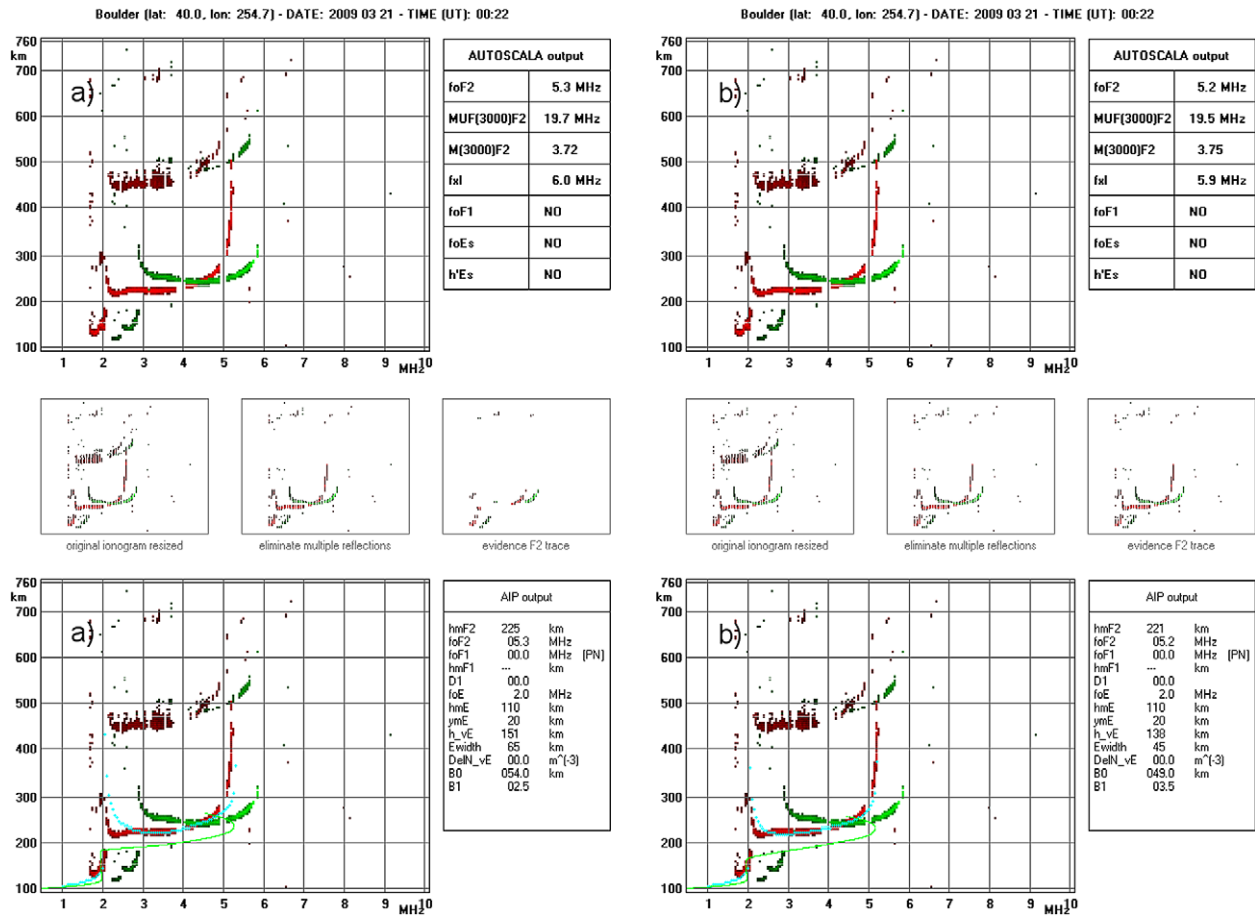 Boulder (lat: 40.0, lon: 254.7) - DATE: 2009 03 21 - TIME (UT): 00:22
760
km
700
600
500
400
300
200
100
1 2 3 4 5 6 7 8 9 10
MHz
a)
AUTOSCALA output
foF2 5.3 MHz
MUF(3000)F2 19.7 MHz
M(3000)F2 3.72
fxI 6.0 MHz
foF1 NO
foEs NO
h'Es NO
Boulder (lat: 40.0, lon: 254.7) - DATE: 2009 03 21 - TIME (UT): 00:22
760
km
700
600
500
400
300
200
100
1 2 3 4 5 6 7 8 9 10
MHz
b)
AUTOSCALA output
foF2 5.2 MHz
MUF(3000)F2 19.5 MHz
M(3000)F2 3.75
fxI 5.9 MHz
foF1 NO
foEs NO
h'Es NO
original ionogram resized
eliminate multiple reflections
evidence F2 trace
original ionogram resized
eliminate multiple reflections
evidence F2 trace
760
km
700
600
500
400
300
200
100
1 2 3 4 5 6 7 8 9 10
MHz
a)
AIP output
hmF2 225 km
foF2 05.3 MHz
foF1 00.0 MHz (PN)
hmF1 --- km
D1 00.0
foE 2.0 MHz
hmE 110 km
ymE 20 km
h_vE 151 km
Ewidth 65 km
DelN_vE 00.0 m^(-3)
B0 054.0 km
B1 02.5
760
km
700
600
500
400
300
200
100
1 2 3 4 5 6 7 8 9 10
MHz
b)
AIP output
hmF2 221 km
foF2 05.2 MHz
foF1 00.0 MHz (PN)
hmF1 --- km
D1 00.0
foE 2.0 MHz
hmE 110 km
ymE 20 km
h_vE 138 km
Ewidth 45 km
DelN_vE 00.0 m^(-3)
B0 049.0 km
B1 03.5